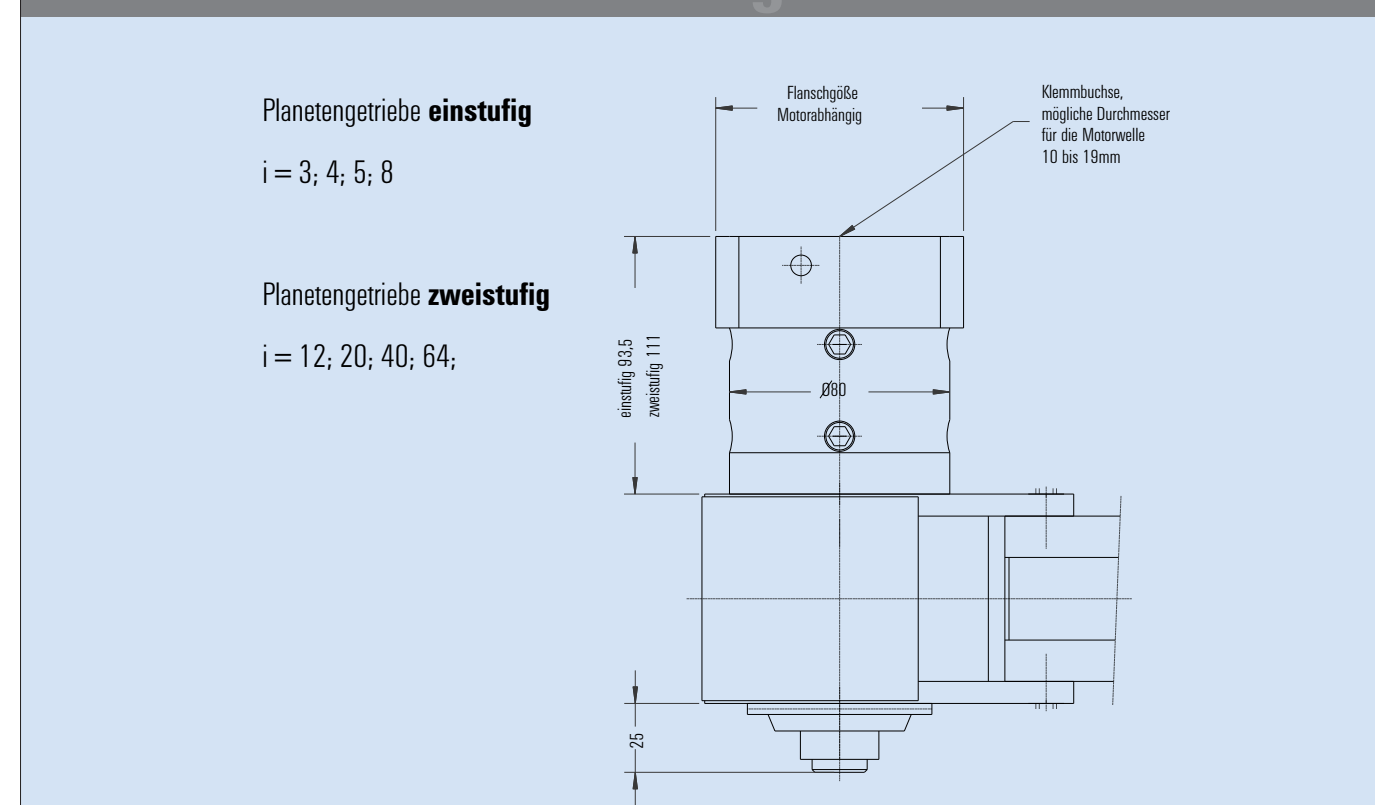 Planetengetriebe einstufig
i = 3; 4; 5; 8
Planetengetriebe zweistufig
i = 12; 20; 40; 64;
Flanschgöße
Motorabhängig
Klemmbuchse,
mögliche Durchmesser
für die Motorwelle
10 bis 19mm
einstufig 93,5
zweistufig 111
Ø80
25